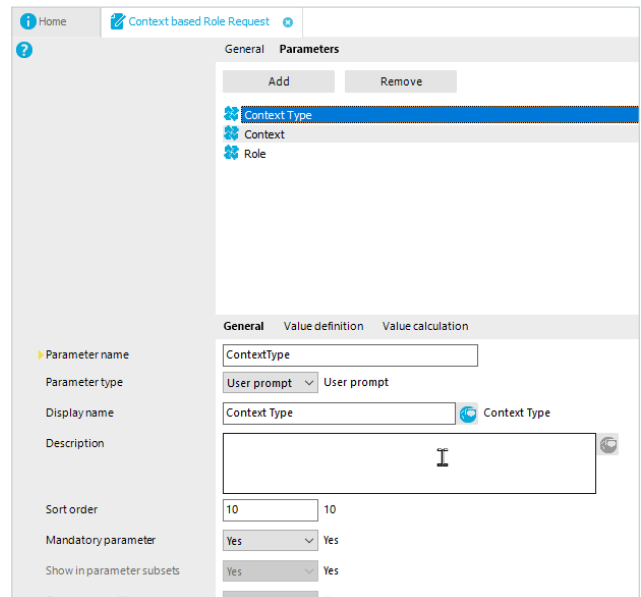 Home
Context based Role Request
General Parameters
Add Remove
Context Type
Context
Role
General Value definition Value calculation
Parameter name ContextType
Parameter type User prompt User prompt
Display name Context Type Context Type
Description
Sort order 10 10
Mandatory parameter Yes Yes
Show in parameter subsets Yes Yes